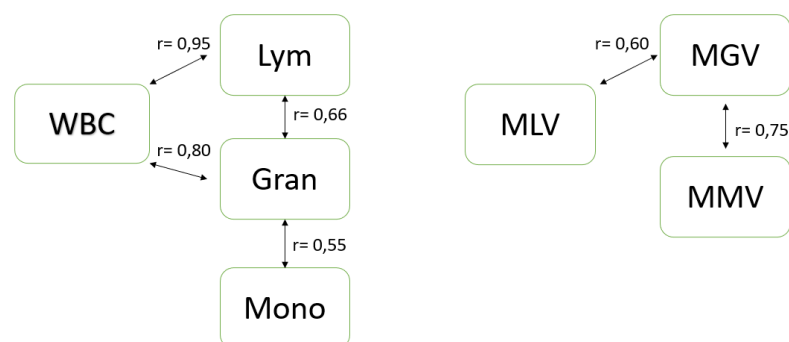 r= 0,95
Lym
WBC
r= 0,66
r= 0,80
Gran
r= 0,55
Mono
r= 0,60
MGV
MLV
r= 0,75
MMV